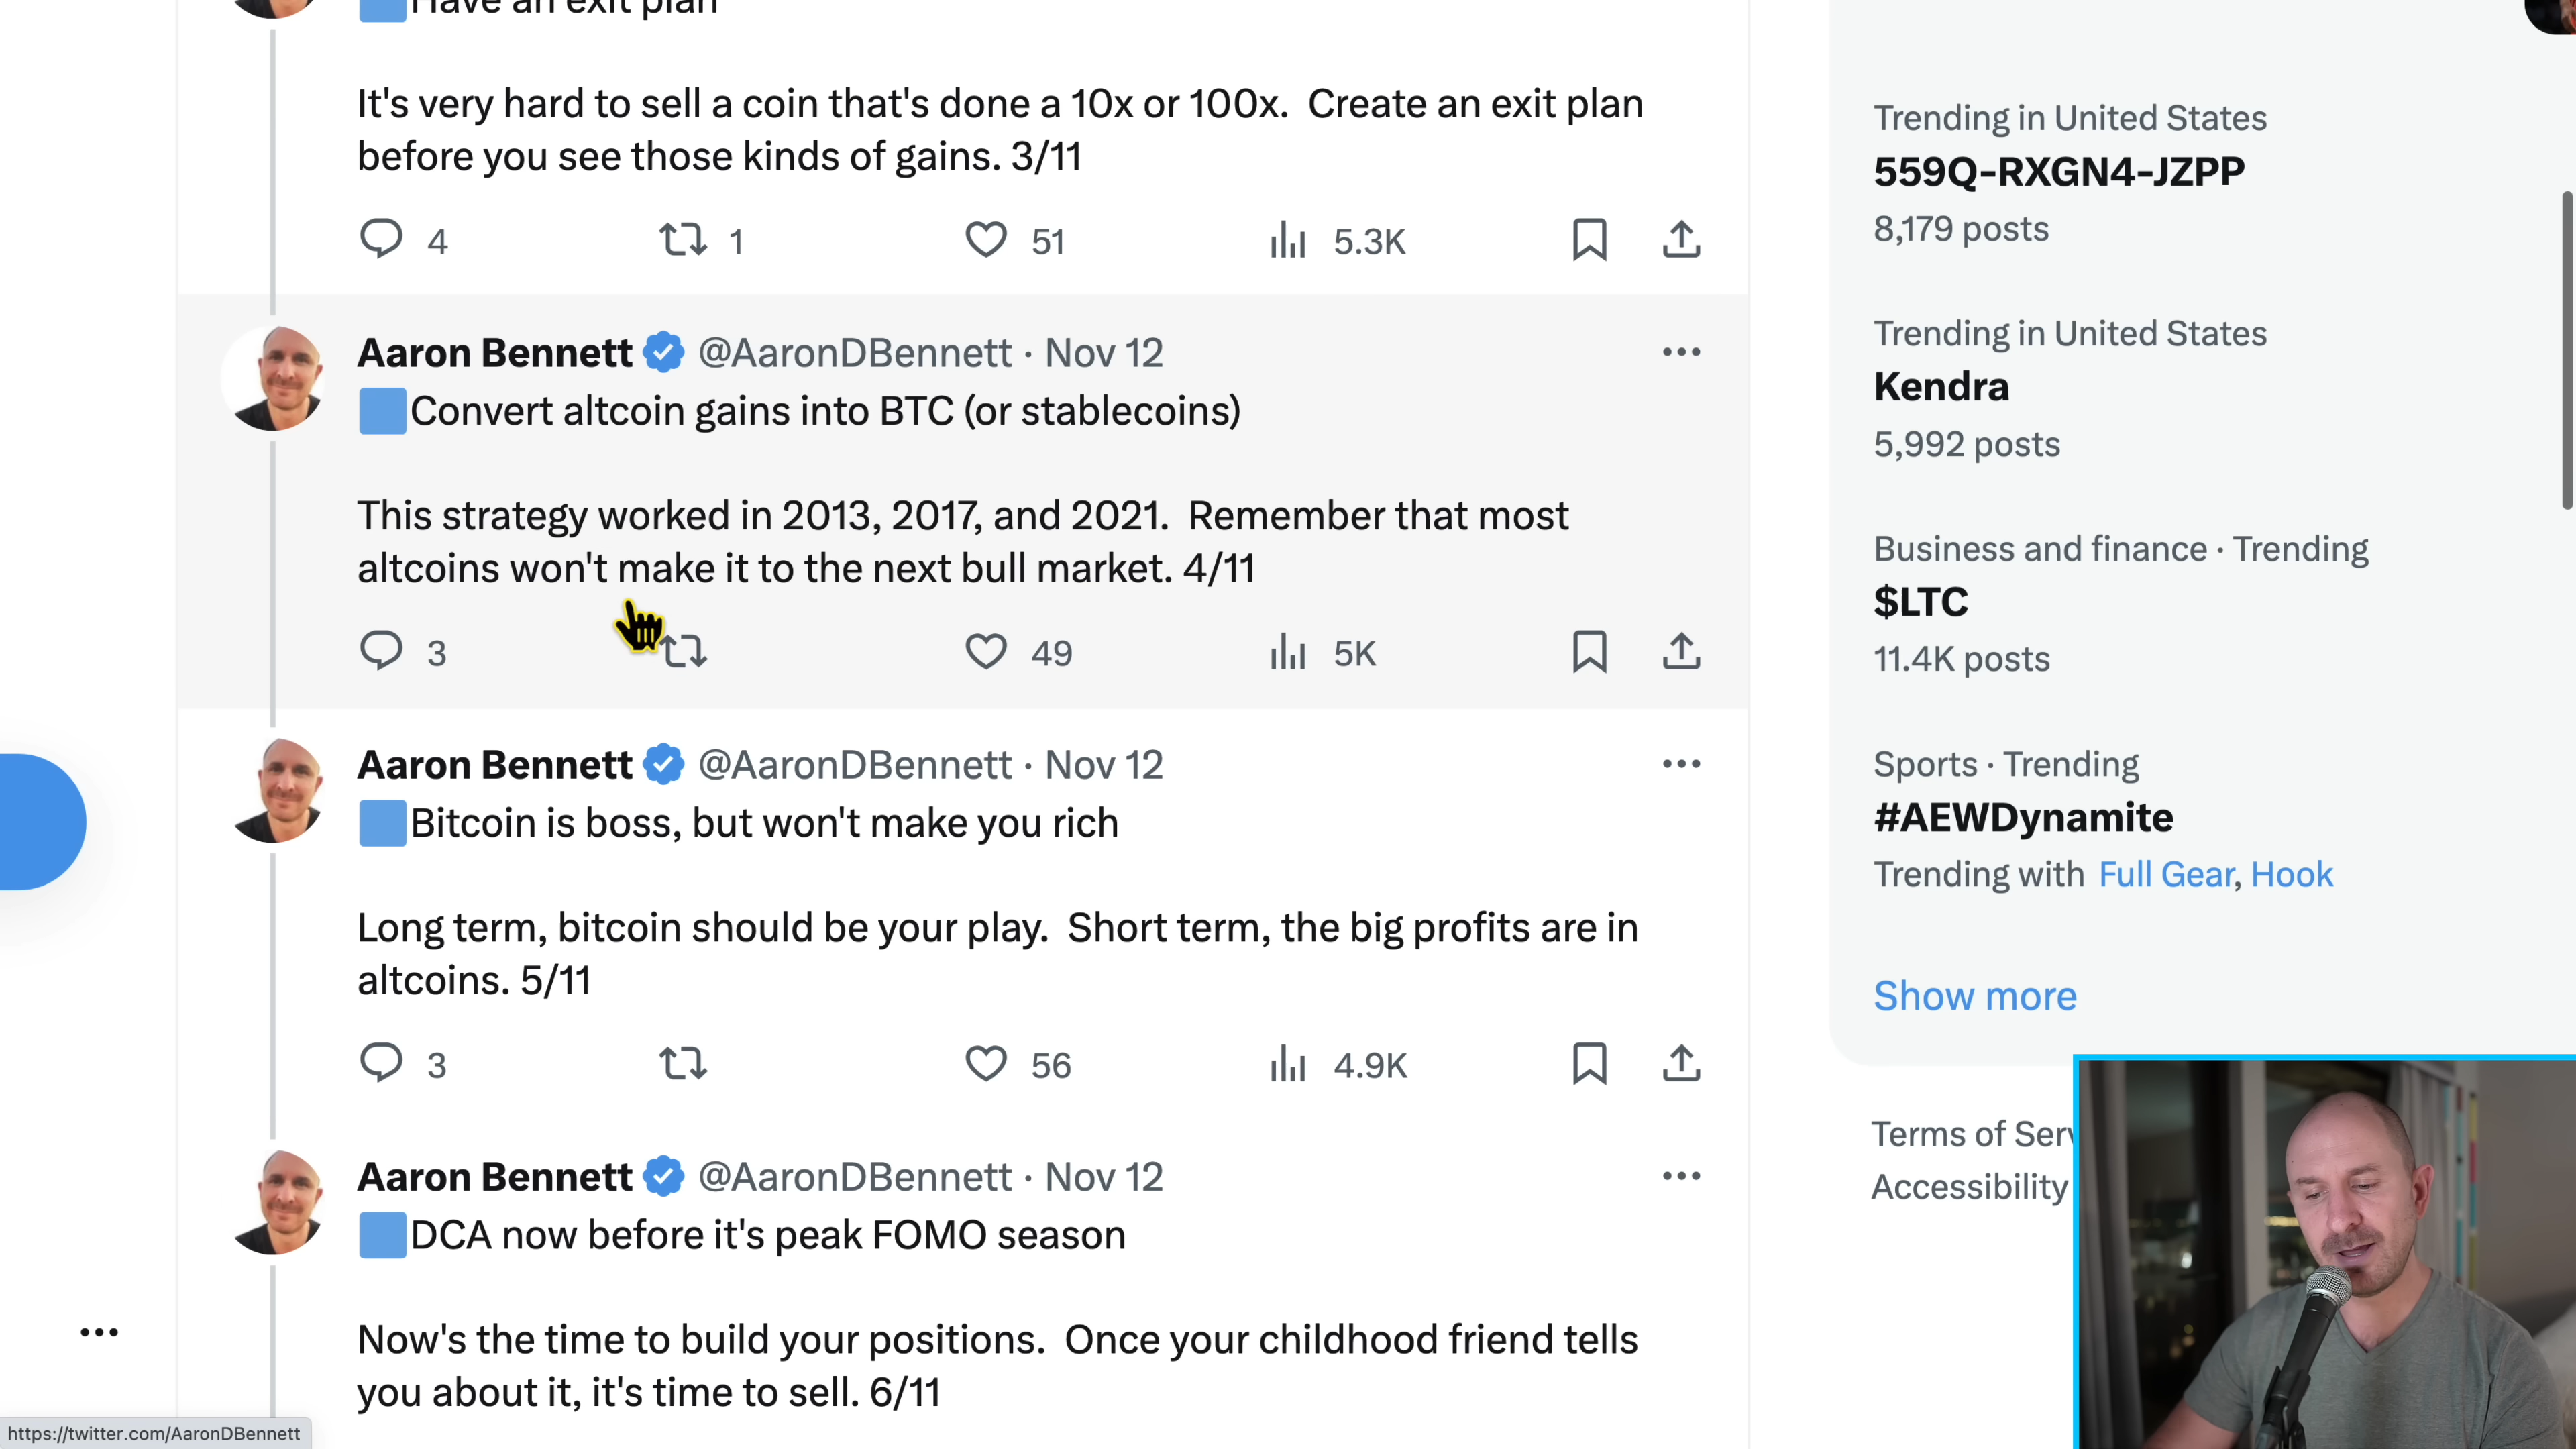 Have an exit plan
It's very hard to sell a coin that's done a 10x or 100x. Create an exit plan
before you see those kinds of gains. 3/11
4 1 51 5.3K
Aaron Bennett @AaronDBennett · Nov 12
Convert altcoin gains into BTC (or stablecoins)
This strategy worked in 2013, 2017, and 2021. Remember that most
altcoins won't make it to the next bull market. 4/11
3 49 5K
Aaron Bennett @AaronDBennett · Nov 12
Bitcoin is boss, but won't make you rich
Long term, bitcoin should be your play. Short term, the big profits are in
altcoins. 5/11
3 56 4.9K
Aaron Bennett @AaronDBennett · Nov 12
DCA now before it's peak FOMO season
Now's the time to build your positions. Once your childhood friend tells
you about it, it's time to sell. 6/11
https://twitter.com/AaronDBennett
Trending in United States
559Q-RXGN4-JZPP
8,179 posts
Trending in United States
Kendra
5,992 posts
Business and finance · Trending
$LTC
11.4K posts
Sports · Trending
#AEWDynamite
Trending with Full Gear, Hook
Show more
Terms of Serv
Accessibility